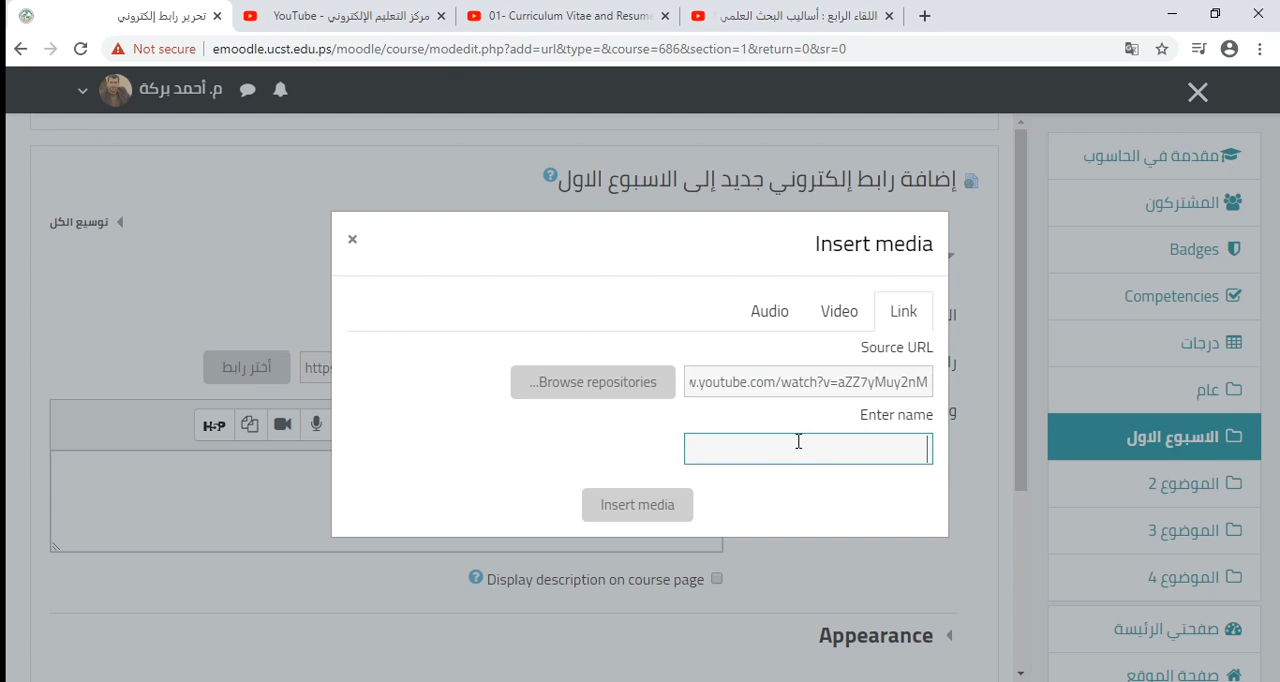 تحرير رابط إلكتروني
YouTube - مركز التعليم الإلكتروني
01- Curriculum Vitae and Resum
اللقاء الرابع : أساليب البحث العلمي
Not secure
emoodle.ucst.edu.ps/moodle/course/modedit.php?add=url&type=&course=686&section=1&return=0&sr=0
م. أحمد بركة
مقدمة في الحاسوب
المشتركون
Badges
Competencies
درجات
عام
الاسبوع الاول
الموضوع 2
الموضوع 3
الموضوع 4
صفحتي الرئيسة
صفحة الموقع
إضافة رابط إلكتروني جديد إلى الاسبوع الاول
توسيع الكل
أختر رابط
http
H-P
Insert media
Link
Video
Audio
Source URL
w.youtube.com/watch?v=aZZ7yMuy2nM
Browse repositories...
Enter name
Insert media
Display description on course page
Appearance